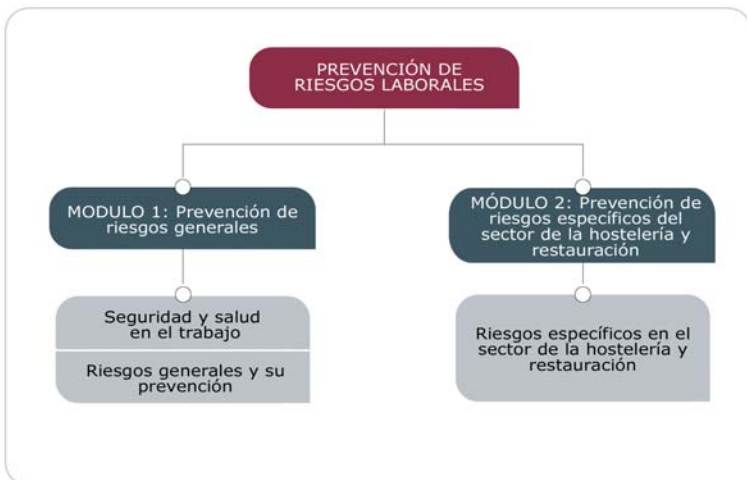 PREVENCIÓN DE
RIESGOS LABORALES
MODULO 1: Prevención de
riesgos generales
Seguridad y salud
en el trabajo
Riesgos generales y su
prevención
MÓDULO 2: Prevención de
riesgos específicos del
sector de la hostelería y
restauración
Riesgos específicos en el
sector de la hostelería y
restauración